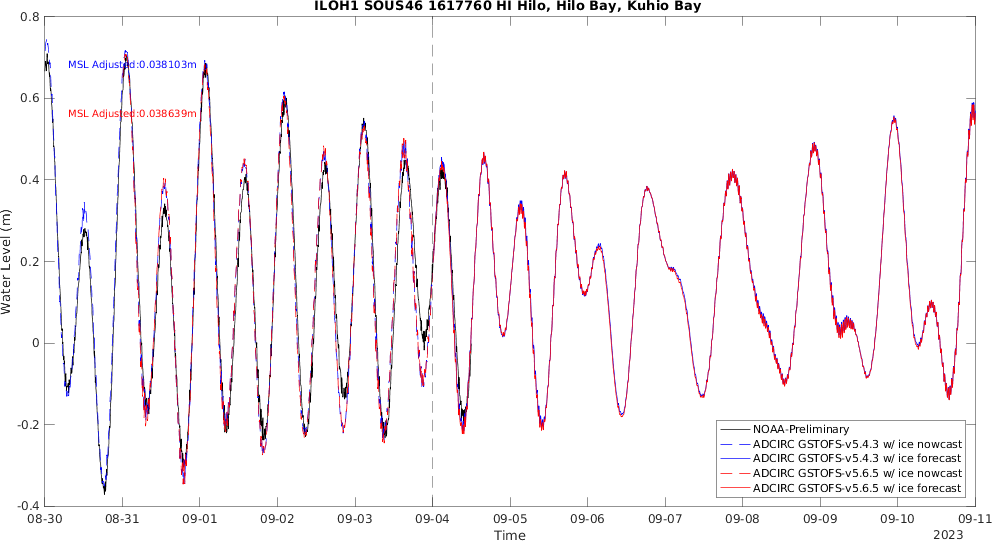 ILOH1 SOUS46 1617760 HI Hilo, Hilo Bay, Kuhio Bay
0.8
0.6
0.4
0.2
0
-0.2
-0.4
Water Level (m)
MSL Adjusted:0.038103m
MSL Adjusted:0.038639m
NOAA-Preliminary
ADCIRC GSTOFS-v5.4.3 w/ ice nowcast
ADCIRC GSTOFS-v5.4.3 w/ ice forecast
ADCIRC GSTOFS-v5.6.5 w/ ice nowcast
ADCIRC GSTOFS-v5.6.5 w/ ice forecast
08-30 08-31 09-01 09-02 09-03 09-04 09-05 09-06 09-07 09-08 09-09 09-10 09-11
Time
2023